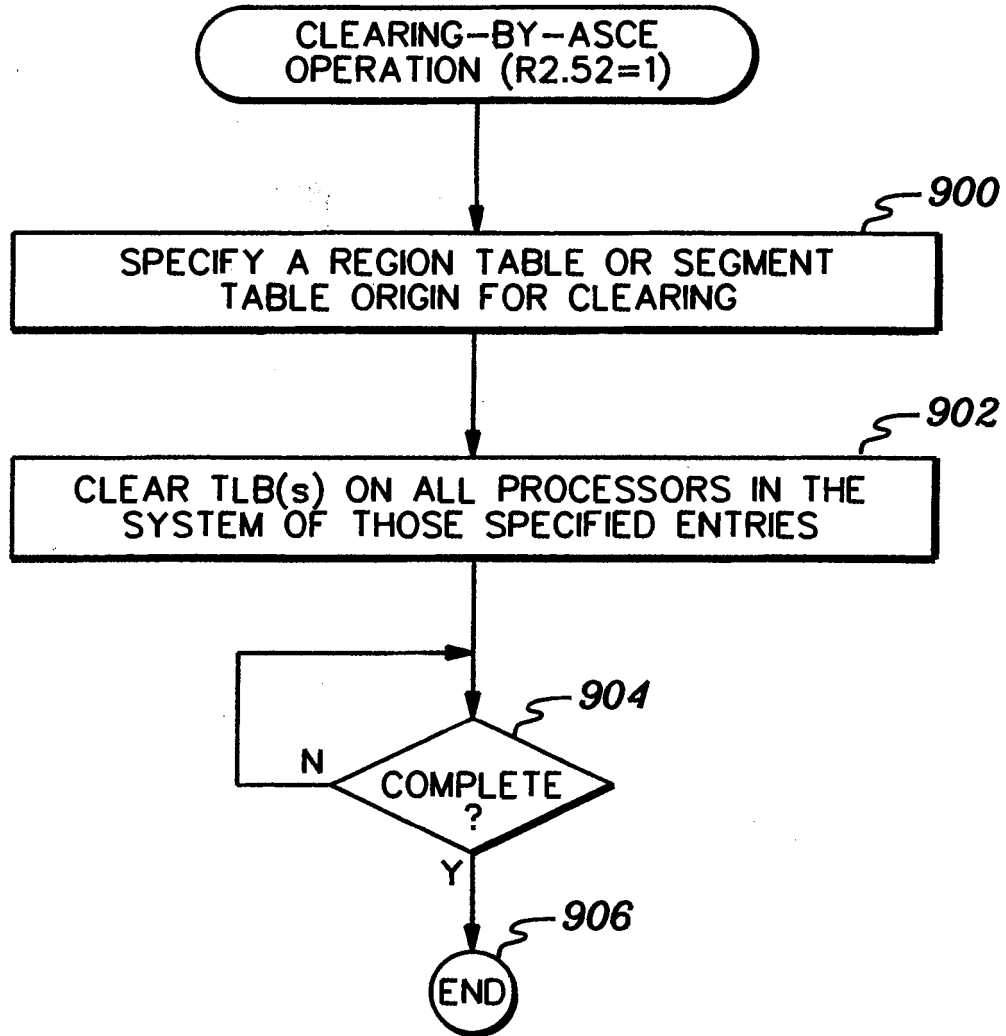 CLEARING-BY-ASCE
OPERATION (R2.52=1)
900
SPECIFY A REGION TABLE OR SEGMENT
TABLE ORIGIN FOR CLEARING
902
CLEAR TLB(s) ON ALL PROCESSORS IN THE
SYSTEM OF THOSE SPECIFIED ENTRIES
904
N
COMPLETE
?
Y
906
END